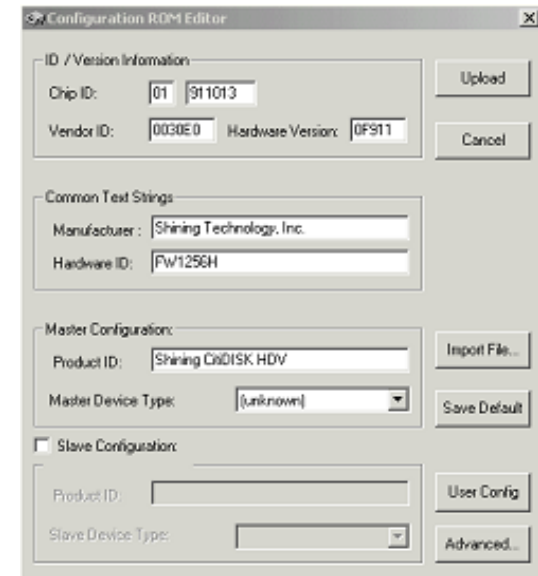 Configuration ROM Editor
ID / Version Information
Chip ID: 01 911013
Vendor ID: 0030E0 Hardware Version: 0F911
Upload
Cancel
Common Text Strings
Manufacturer : Shining Technology, Inc.
Hardware ID: FW1256H
Master Configuration:
Product ID: Shining CitiDISK HDV
Master Device Type: (unknown)
Import File...
Save Default
Slave Configuration:
Product ID:
Slave Device Type:
User Config
Advanced...